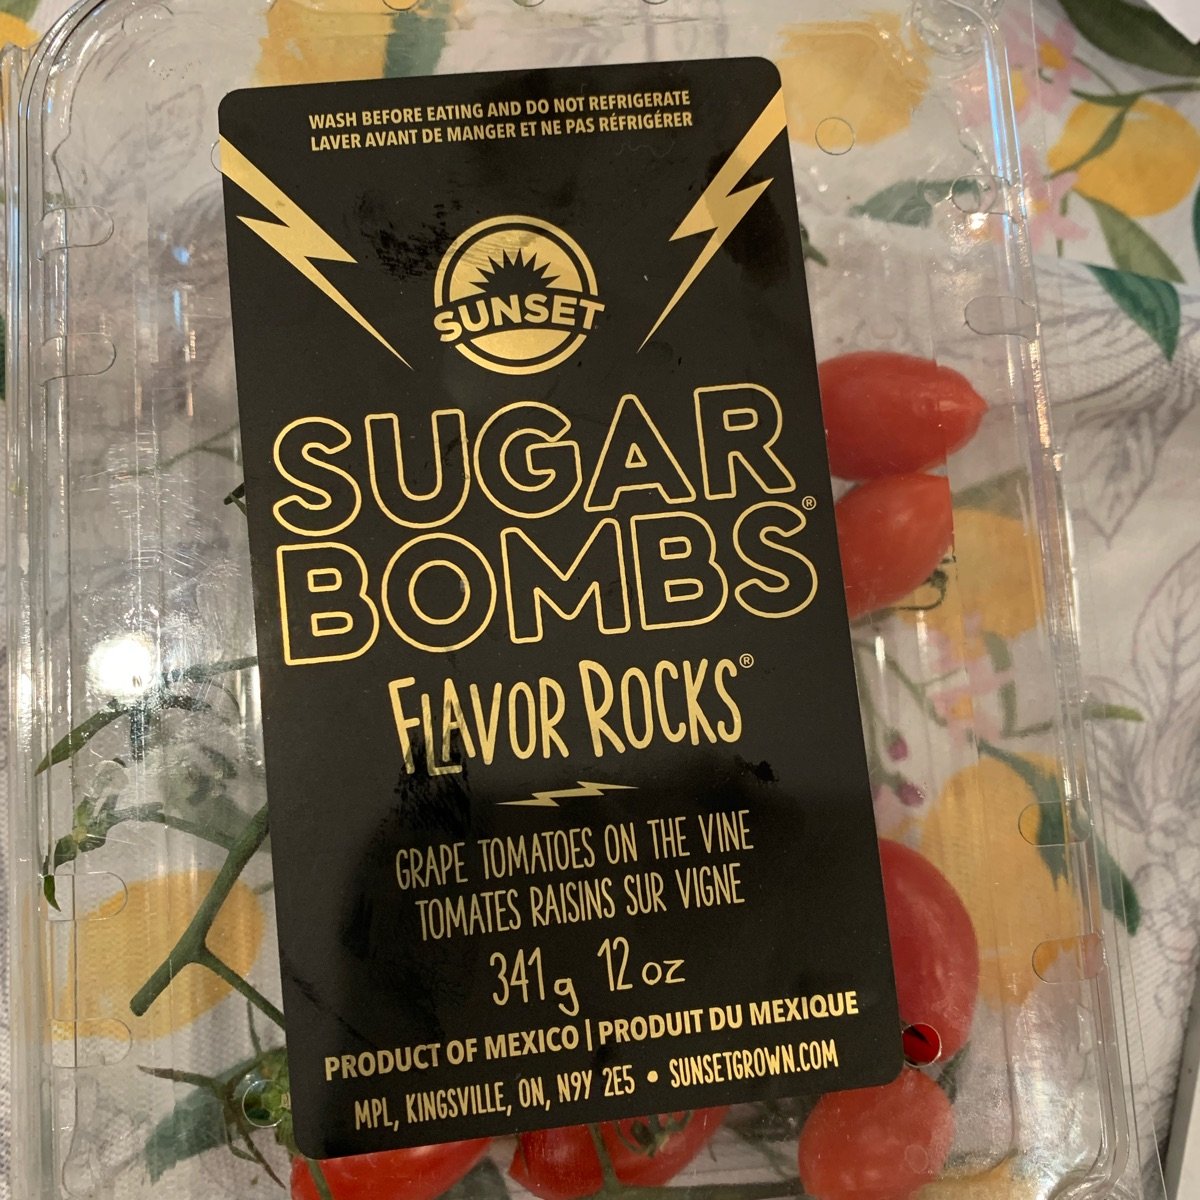 WASH BEFORE EATING AND DO NOT REFRIGERATE
LAVER AVANT DE MANGER ET NE PAS RÉFRIGÉRER
SUNSET
SUGAR
BOMBS®
FLAVOR ROCKS®
GRAPE TOMATOES ON THE VINE
TOMATES RAISINS SUR VIGNE
341g 12 oz
PRODUCT OF MEXICO | PRODUIT DU MEXIQUE
MPL, KINGSVILLE, ON, N9Y 2E5 • SUNSETGROWN.COM